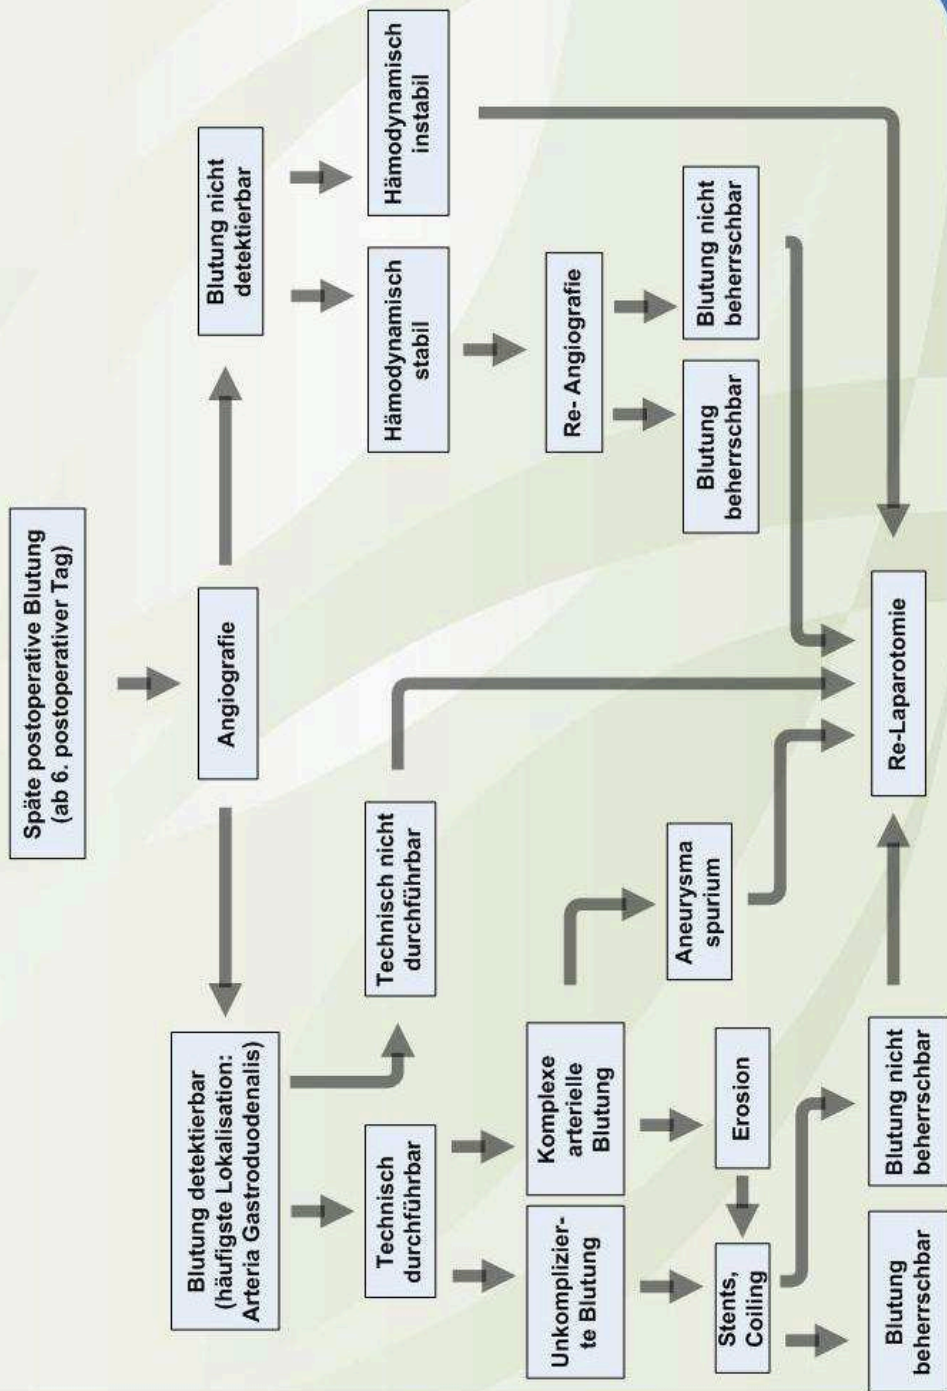 Späte postoperative Blutung
(ab 6. postoperativer Tag)
Angiografie
Blutung detektierbar
(häufigste Lokalisation:
Arteria Gastroduodenalis)
Blutung nicht
detektierbar
Technisch
durchführbar
Technisch nicht
durchführbar
Hämodynamisch
stabil
Hämodynamisch
instabil
Unkomplizier-
te Blutung
Komplexe
arterielle
Blutung
Re- Angiografie
Aneurysma
spurium
Blutung
beherrschbar
Blutung nicht
beherrschbar
Stents,
Coiling
Erosion
Blutung
beherrschbar
Blutung nicht
beherrschbar
Re-Laparotomie